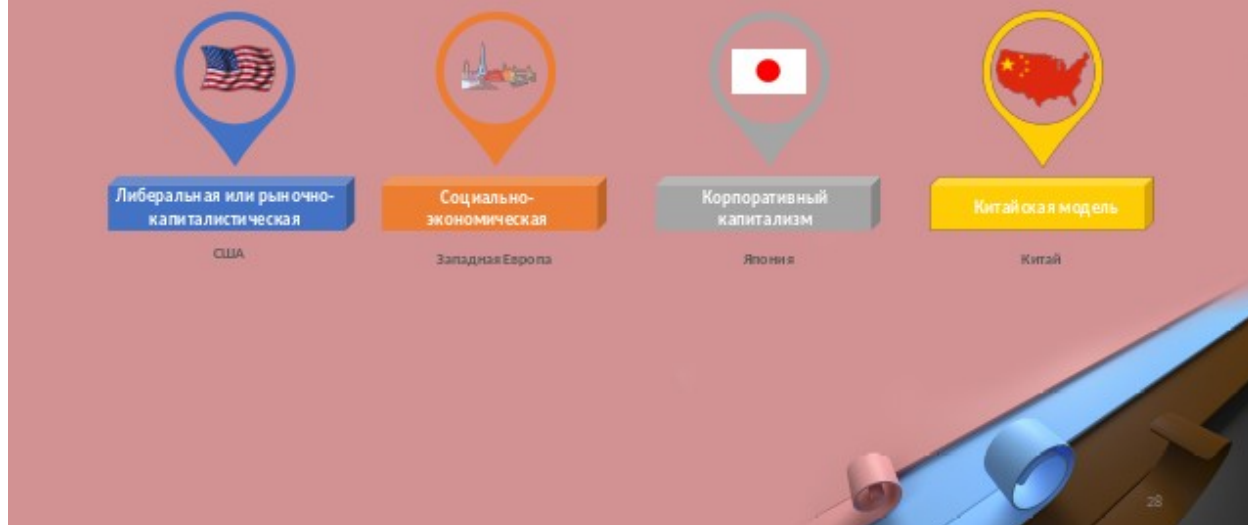 Либеральная или рыночно-
капиталистическая
США
Социально-
экономическая
Западная Европа
Корпоративный
капитализм
Япония
Китайская модель
Китай
28